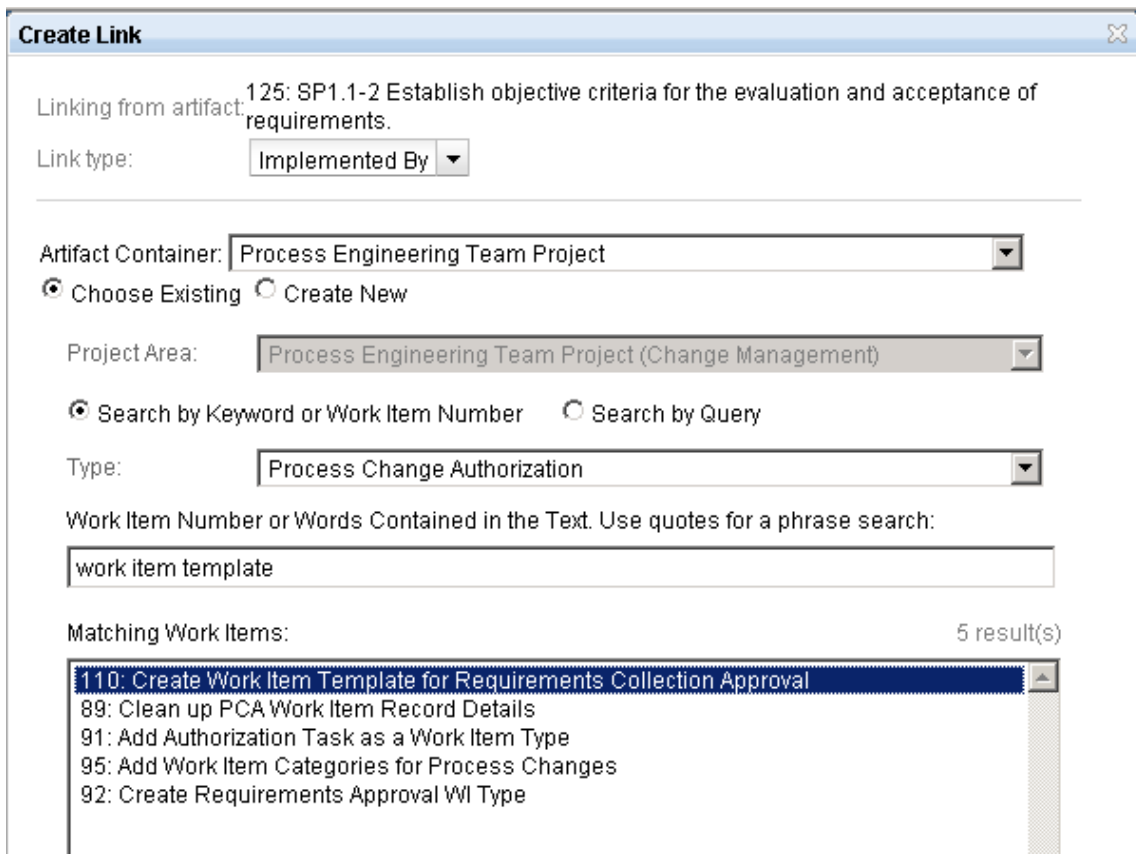 Create Link
Linking from artifact: 125: SP1.1-2 Establish objective criteria for the evaluation and acceptance of
requirements.
Link type: Implemented By
Artifact Container: Process Engineering Team Project
Choose Existing Create New
Project Area: Process Engineering Team Project (Change Management)
Search by Keyword or Work Item Number Search by Query
Type: Process Change Authorization
Work Item Number or Words Contained in the Text. Use quotes for a phrase search:
work item template
Matching Work Items: 5 result(s)
110: Create Work Item Template for Requirements Collection Approval
89: Clean up PCA Work Item Record Details
91: Add Authorization Task as a Work Item Type
95: Add Work Item Categories for Process Changes
92: Create Requirements Approval WI Type